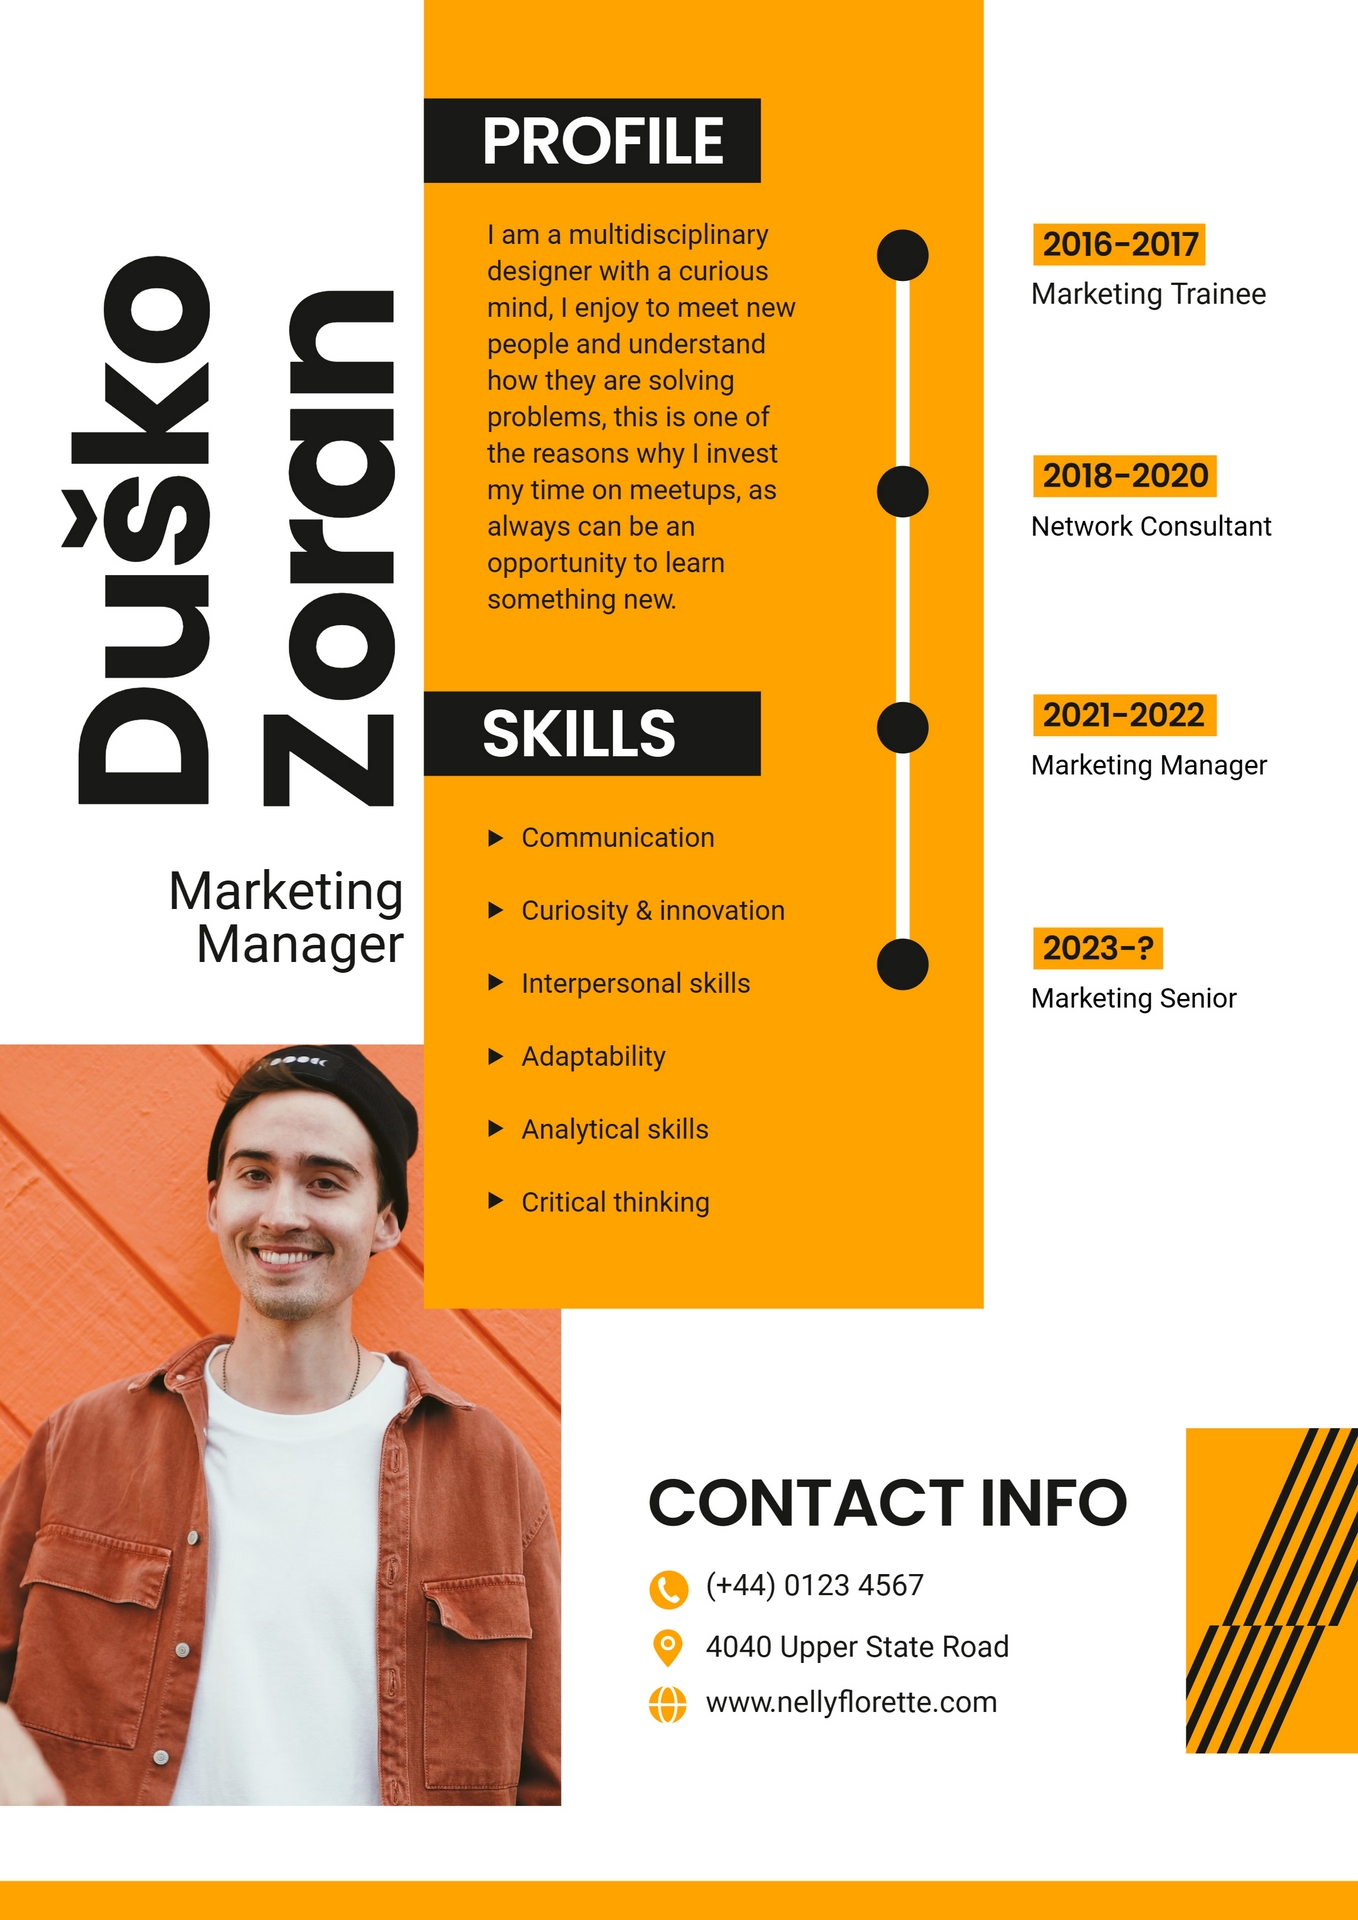 Duško
Zoran
Marketing
Manager
PROFILE
I am a multidisciplinary
designer with a curious
mind, I enjoy to meet new
people and understand
how they are solving
problems, this is one of
the reasons why I invest
my time on meetups, as
always can be an
opportunity to learn
something new.
SKILLS
Communication
Curiosity & innovation
Interpersonal skills
Adaptability
Analytical skills
Critical thinking
2016-2017
Marketing Trainee
2018-2020
Network Consultant
2021-2022
Marketing Manager
2023-?
Marketing Senior
CONTACT INFO
(+44) 0123 4567
4040 Upper State Road
www.nellyflorette.com